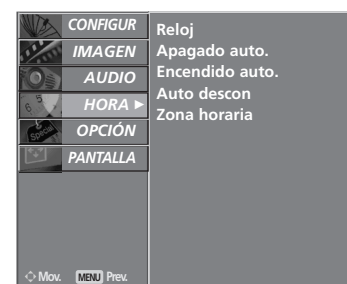 CONFIGUR
IMAGEN
AUDIO
HORA ►
OPCIÓN
PANTALLA
Reloj
Apagado auto.
Encendido auto.
Auto descon
Zona horaria
Mov. MENU Prev.